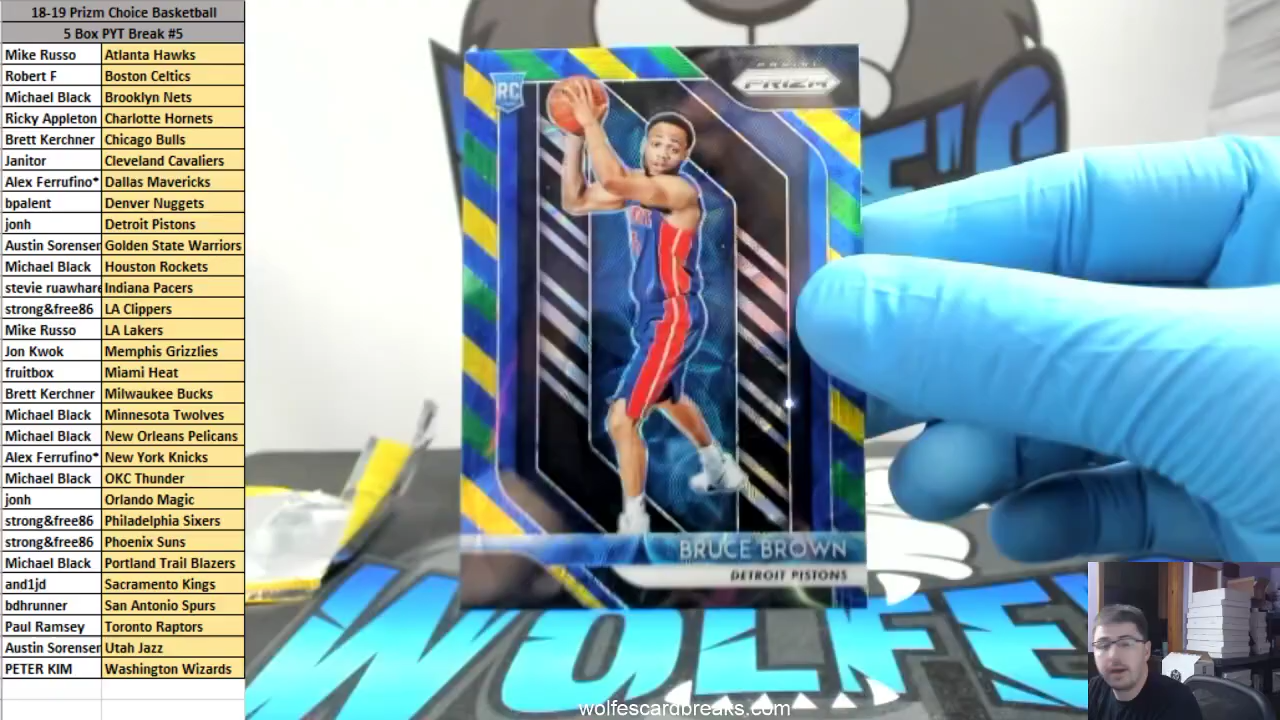 18-19 Prizm Choice Basketball
5 Box PYT Break #5
Mike Russo Atlanta Hawks
Robert F Boston Celtics
Michael Black Brooklyn Nets
Ricky Appleton Charlotte Hornets
Brett Kerchner Chicago Bulls
Janitor Cleveland Cavaliers
Alex Ferrufino* Dallas Mavericks
bpalent Denver Nuggets
jonh Detroit Pistons
Austin Sorensen Golden State Warriors
Michael Black Houston Rockets
stevie ruawhare Indiana Pacers
strong&free86 LA Clippers
Mike Russo LA Lakers
Jon Kwok Memphis Grizzlies
fruitbox Miami Heat
Brett Kerchner Milwaukee Bucks
Michael Black Minnesota Twolves
Michael Black New Orleans Pelicans
Alex Ferrufino* New York Knicks
Michael Black OKC Thunder
jonh Orlando Magic
strong&free86 Philadelphia Sixers
strong&free86 Phoenix Suns
Michael Black Portland Trail Blazers
and1jd Sacramento Kings
bdhrunner San Antonio Spurs
Paul Ramsey Toronto Raptors
Austin Sorensen Utah Jazz
PETER KIM Washington Wizards
RC
PANINI
PRIZM
BRUCE BROWN
DETROIT PISTONS
WOLFE
wolfescardbreaks.com